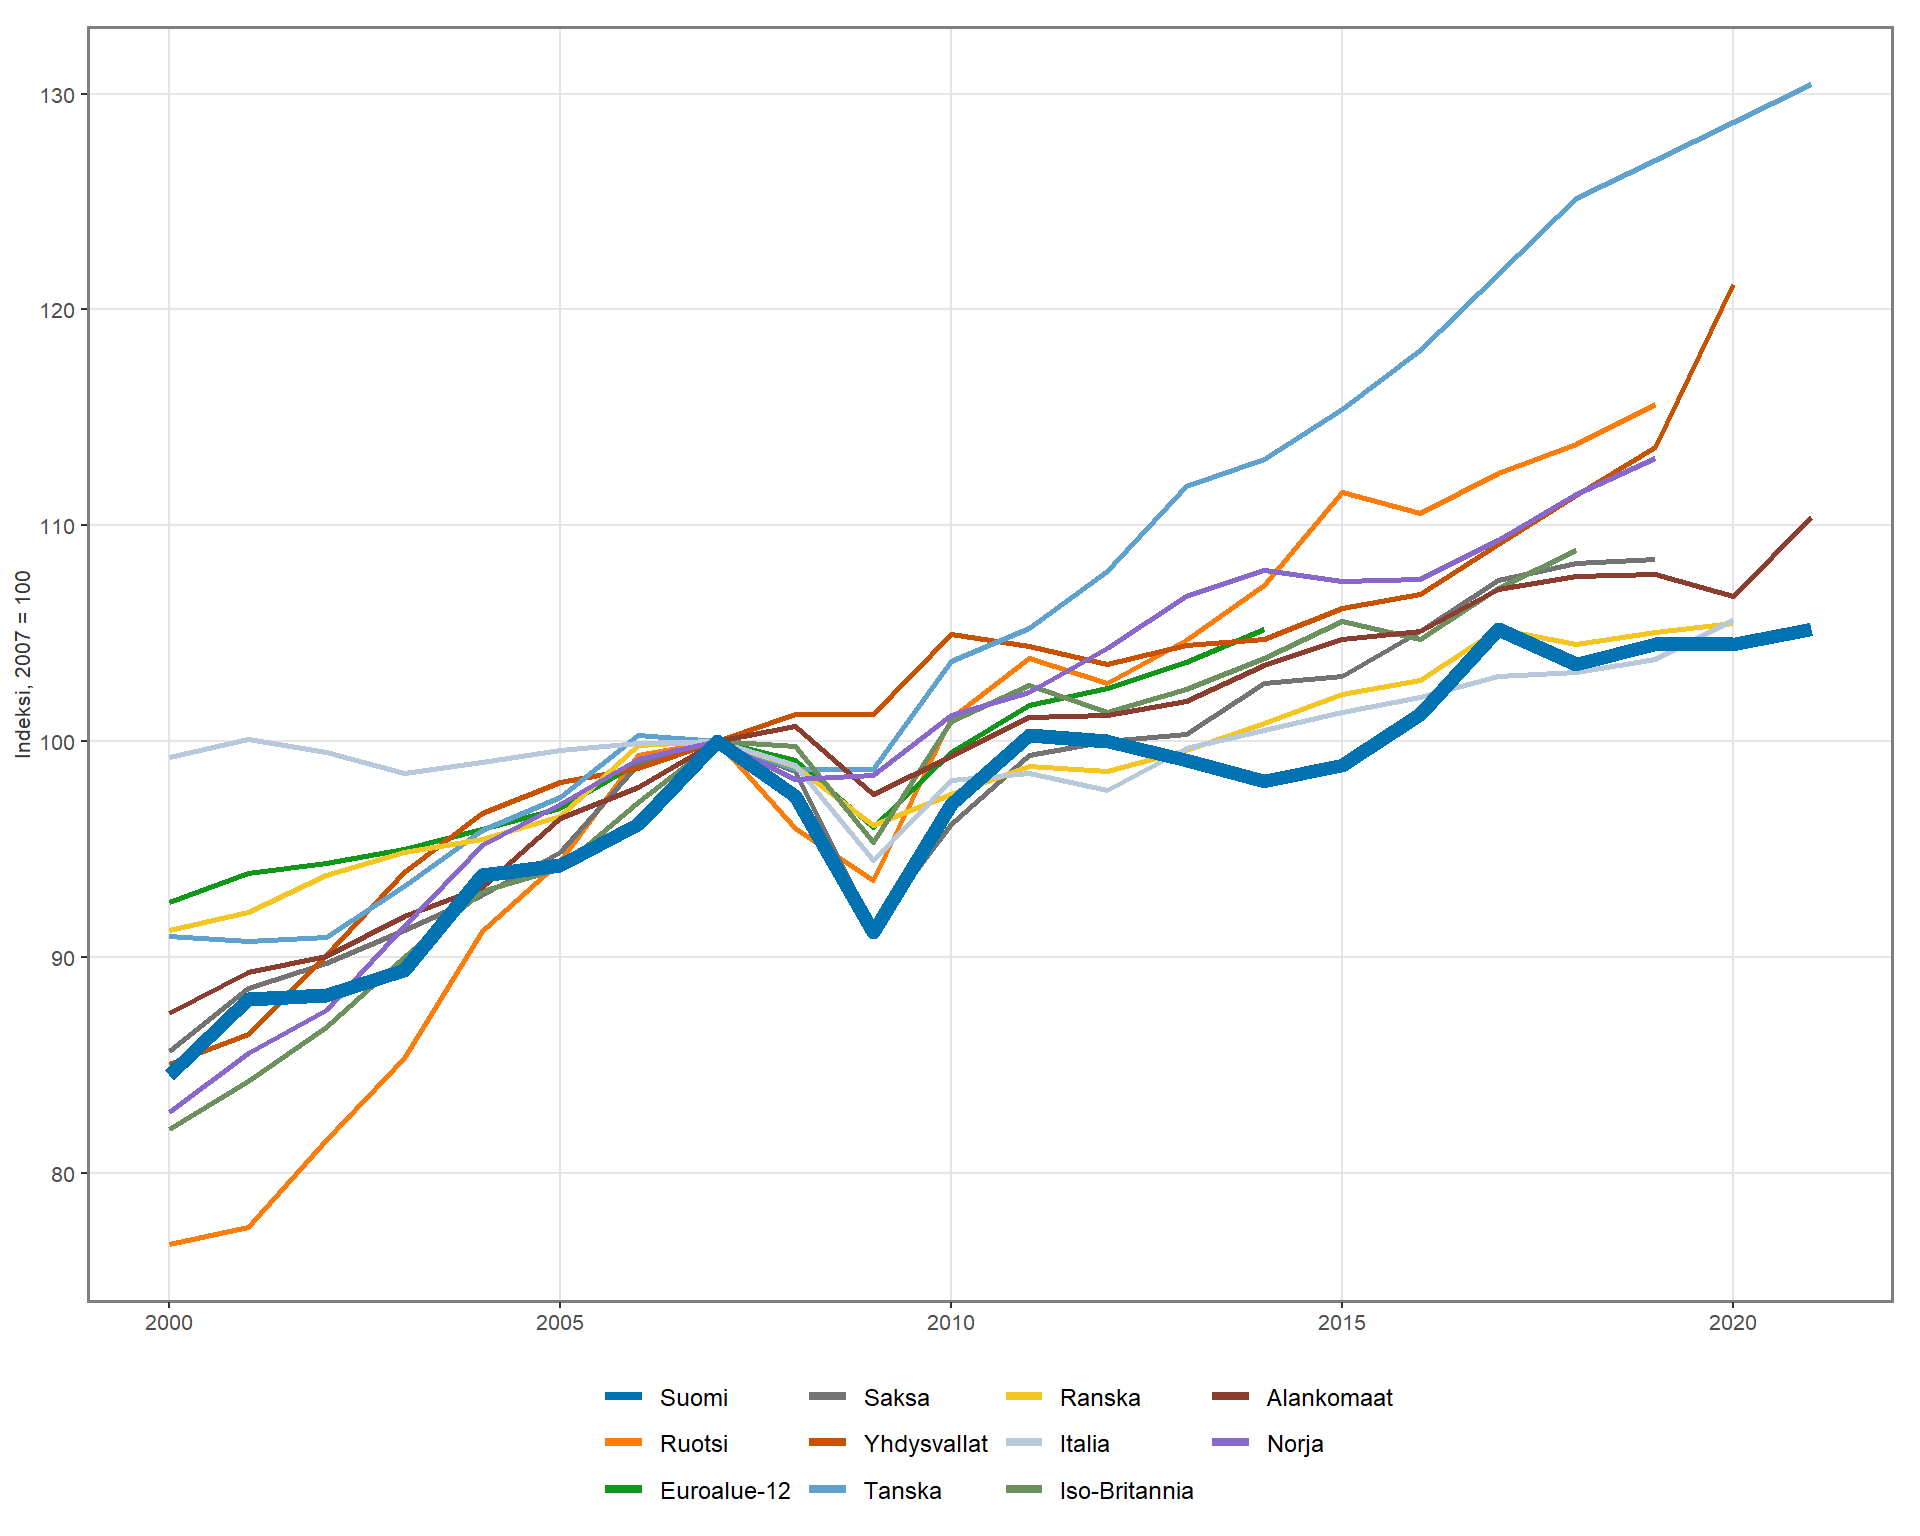 Indeksi, 2007 = 100
130
120
110
100
90
80
2000 2005 2010 2015 2020
Suomi Saksa Ranska Alankomaat
Ruotsi Yhdysvallat Italia Norja
Euroalue-12 Tanska Iso-Britannia